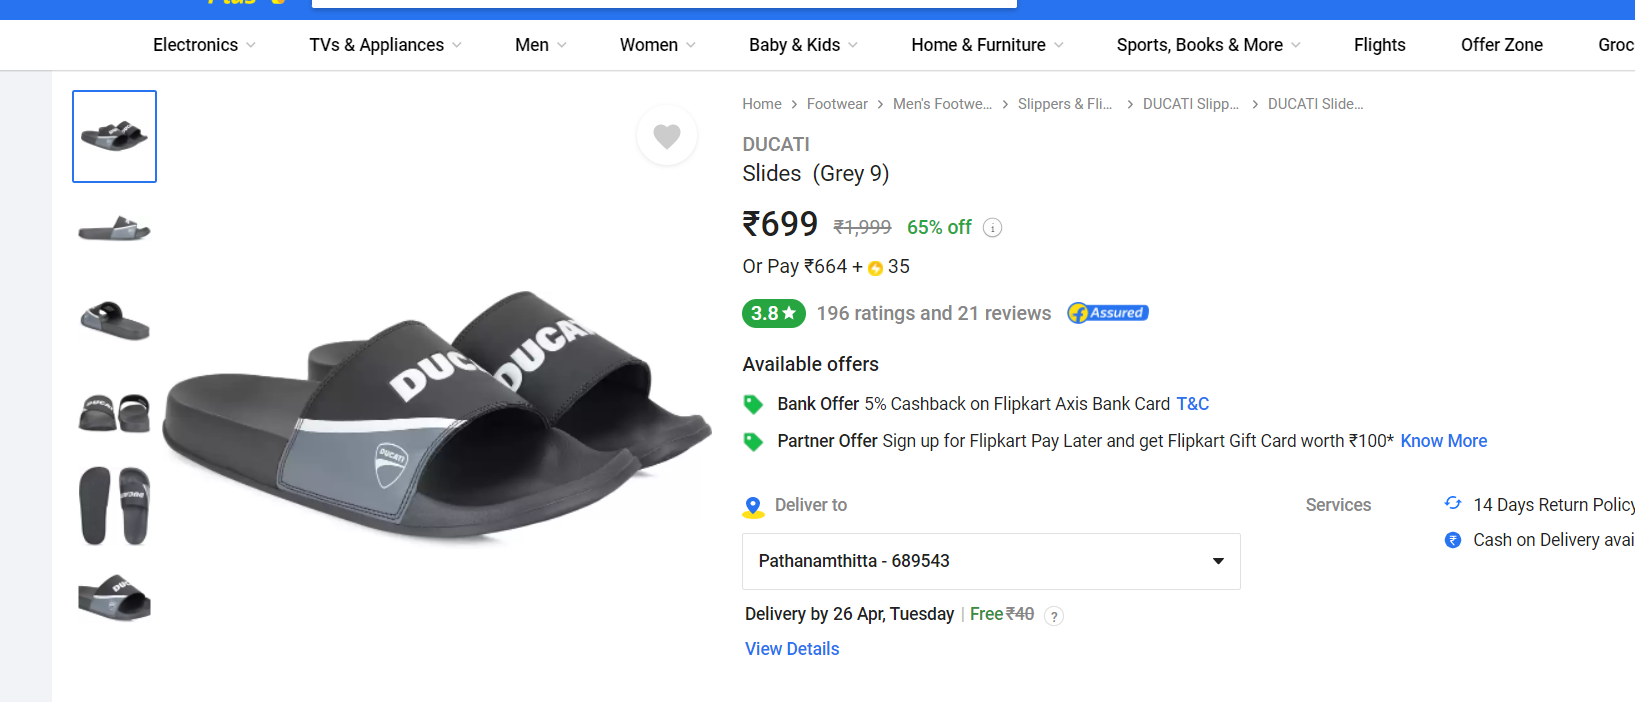 Plus
Electronics TVs & Appliances Men Women Baby & Kids Home & Furniture Sports, Books & More Flights Offer Zone Groc
Home > Footwear > Men's Footwe... > Slippers & Fli... > DUCATI Slipp... > DUCATI Slide...
DUCATI
Slides (Grey 9)
₹699 ₹1,999 65% off i
Or Pay ₹664 + 35
3.8★ 196 ratings and 21 reviews f Assured
Available offers
Bank Offer 5% Cashback on Flipkart Axis Bank Card T&C
Partner Offer Sign up for Flipkart Pay Later and get Flipkart Gift Card worth ₹100* Know More
Deliver to
Pathanamthitta - 689543
Delivery by 26 Apr, Tuesday | Free ₹40 ?
View Details
Services
14 Days Return Policy
₹ Cash on Delivery avai
DUC
DUCAT
DUCATI